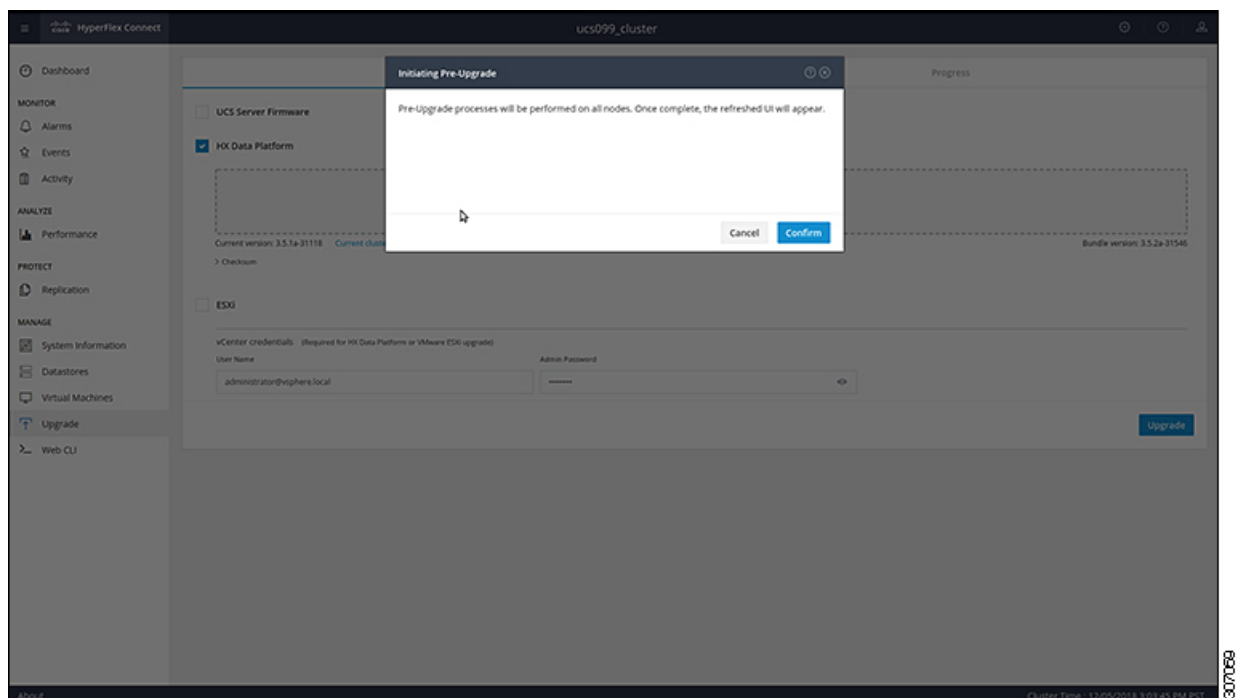 CISCO HyperFlex Connect
ucs099_cluster
Dashboard
MONITOR
Alarms
Events
Activity
ANALYZE
Performance
PROTECT
Replication
MANAGE
System Information
Datastores
Virtual Machines
Upgrade
Web CLI
About
Progress
UCS Server Firmware
HX Data Platform
Initiating Pre-Upgrade
Pre-Upgrade processes will be performed on all nodes. Once complete, the refreshed UI will appear.
Cancel
Confirm
Current version: 3.5.1a-31118 Current
Bundle version: 3.5.2a-31546
> Checksum
ESXi
vCenter credentials (Required for HX Data Platform or VMware ESXi upgrade)
User Name
Admin Password
administrator@vsphere.local
Upgrade
Cluster Time : 12/05/2018 3:03:45 PM PST
307069